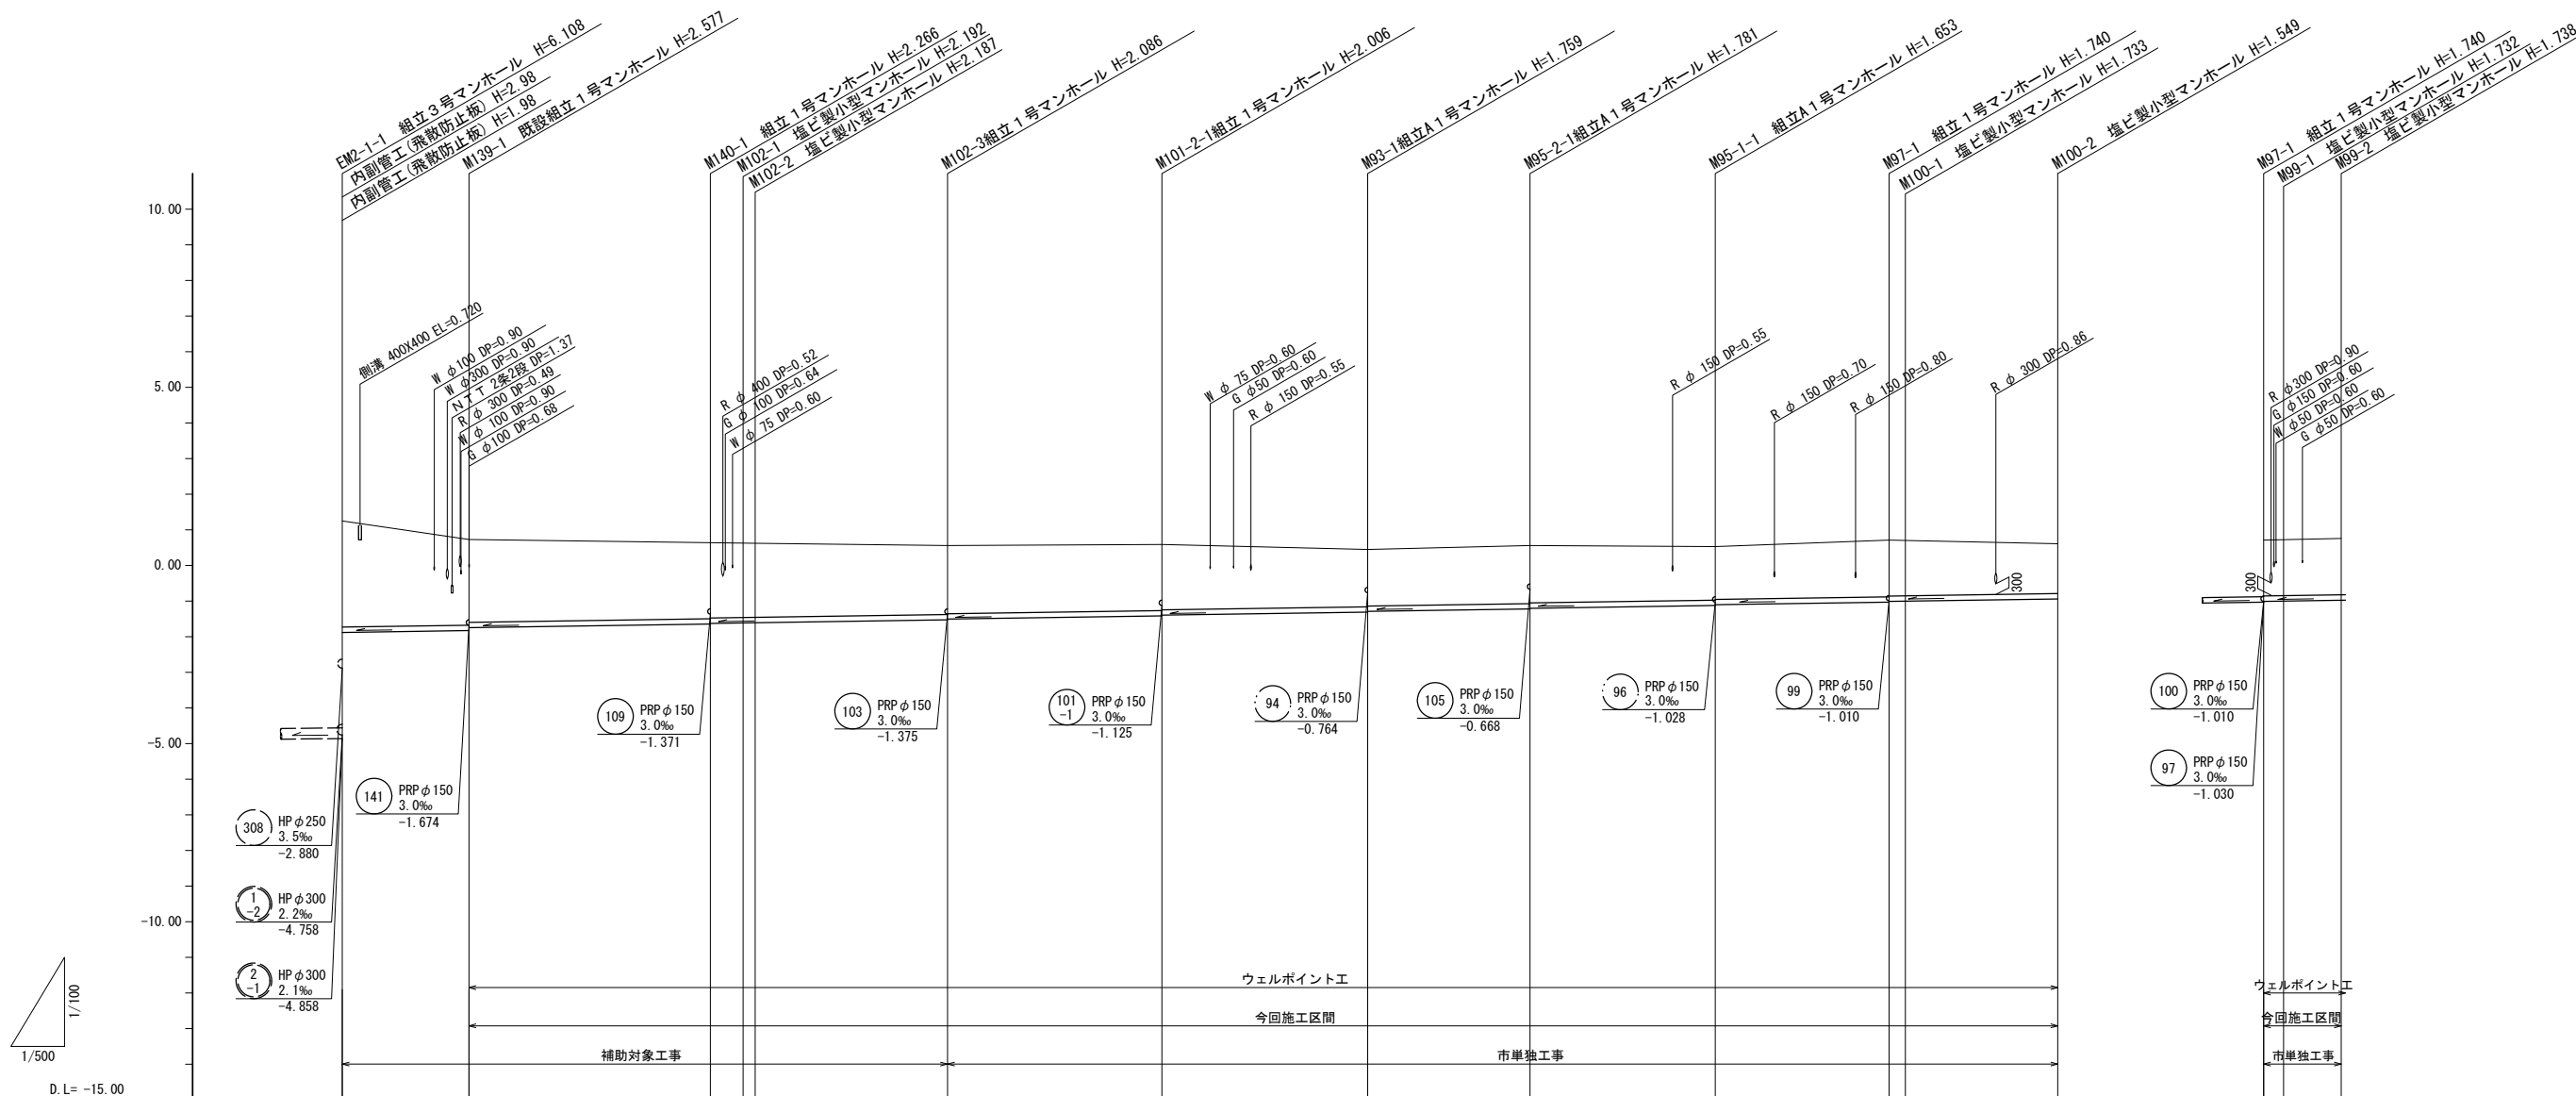 EM2-1-1 組立3号マンホール H=6.108
内副管工(飛散防止板) H=2.98
内副管工(飛散防止板) H=1.98
M139-1 既設組立1号マンホール H=2.577
M140-1 組立1号マンホール H=2.266
M102-1 塩ビ製小型マンホール H=2.192
M102-2 塩ビ製小型マンホール H=2.187
M102-3組立1号マンホール H=2.086
M101-2-1組立1号マンホール H=2.006
M93-1組立A1号マンホール H=1.759
M95-2-1組立A1号マンホール H=1.781
M95-1-1 組立A1号マンホール H=1.653
M97-1 組立1号マンホール H=1.740
M100-1 塩ビ製小型マンホール H=1.733
M100-2 塩ビ製小型マンホール H=1.549
M97-1 組立1号マンホール H=1.740
M99-1 塩ビ製小型マンホール H=1.732
M99-2 塩ビ製小型マンホール H=1.738
10.00
5.00
0.00
-5.00
-10.00
側溝 400X400 EL=0.720
W φ100 DP=0.90
W φ300 DP=0.90
NTT 2条2段 DP=1.37
R φ 300 DP=0.49
W φ 100 DP=0.90
G φ100 DP=0.68
R φ 400 DP=0.52
G φ 100 DP=0.64
W φ 75 DP=0.60
W φ 75 DP=0.60
G φ50 DP=0.60
R φ 150 DP=0.55
R φ 150 DP=0.55
R φ 150 DP=0.70
R φ 150 DP=0.80
R φ 300 DP=0.86
R φ300 DP=0.90
G φ150 DP=0.60
W φ50 DP=0.60
G φ50 DP=0.60
300
300
308 HPφ250
3.5‰
-2.880
1
-2
HPφ300
2.2‰
-4.758
2
-1
HPφ300
2.1‰
-4.858
141 PRPφ150
3.0‰
-1.674
109 PRPφ150
3.0‰
-1.371
103 PRPφ150
3.0‰
-1.375
101
-1
PRPφ150
3.0‰
-1.125
94 PRPφ150
3.0‰
-0.764
105 PRPφ150
3.0‰
-0.668
96 PRPφ150
3.0‰
-1.028
99 PRPφ150
3.0‰
-1.010
100 PRPφ150
3.0‰
-1.010
97 PRPφ150
3.0‰
-1.030
ウェルポイント工
ウェルポイント工
今回施工区間
今回施工区間
補助対象工事
市単独工事
市単独工事
1/100
1/500
D.L= -15.00